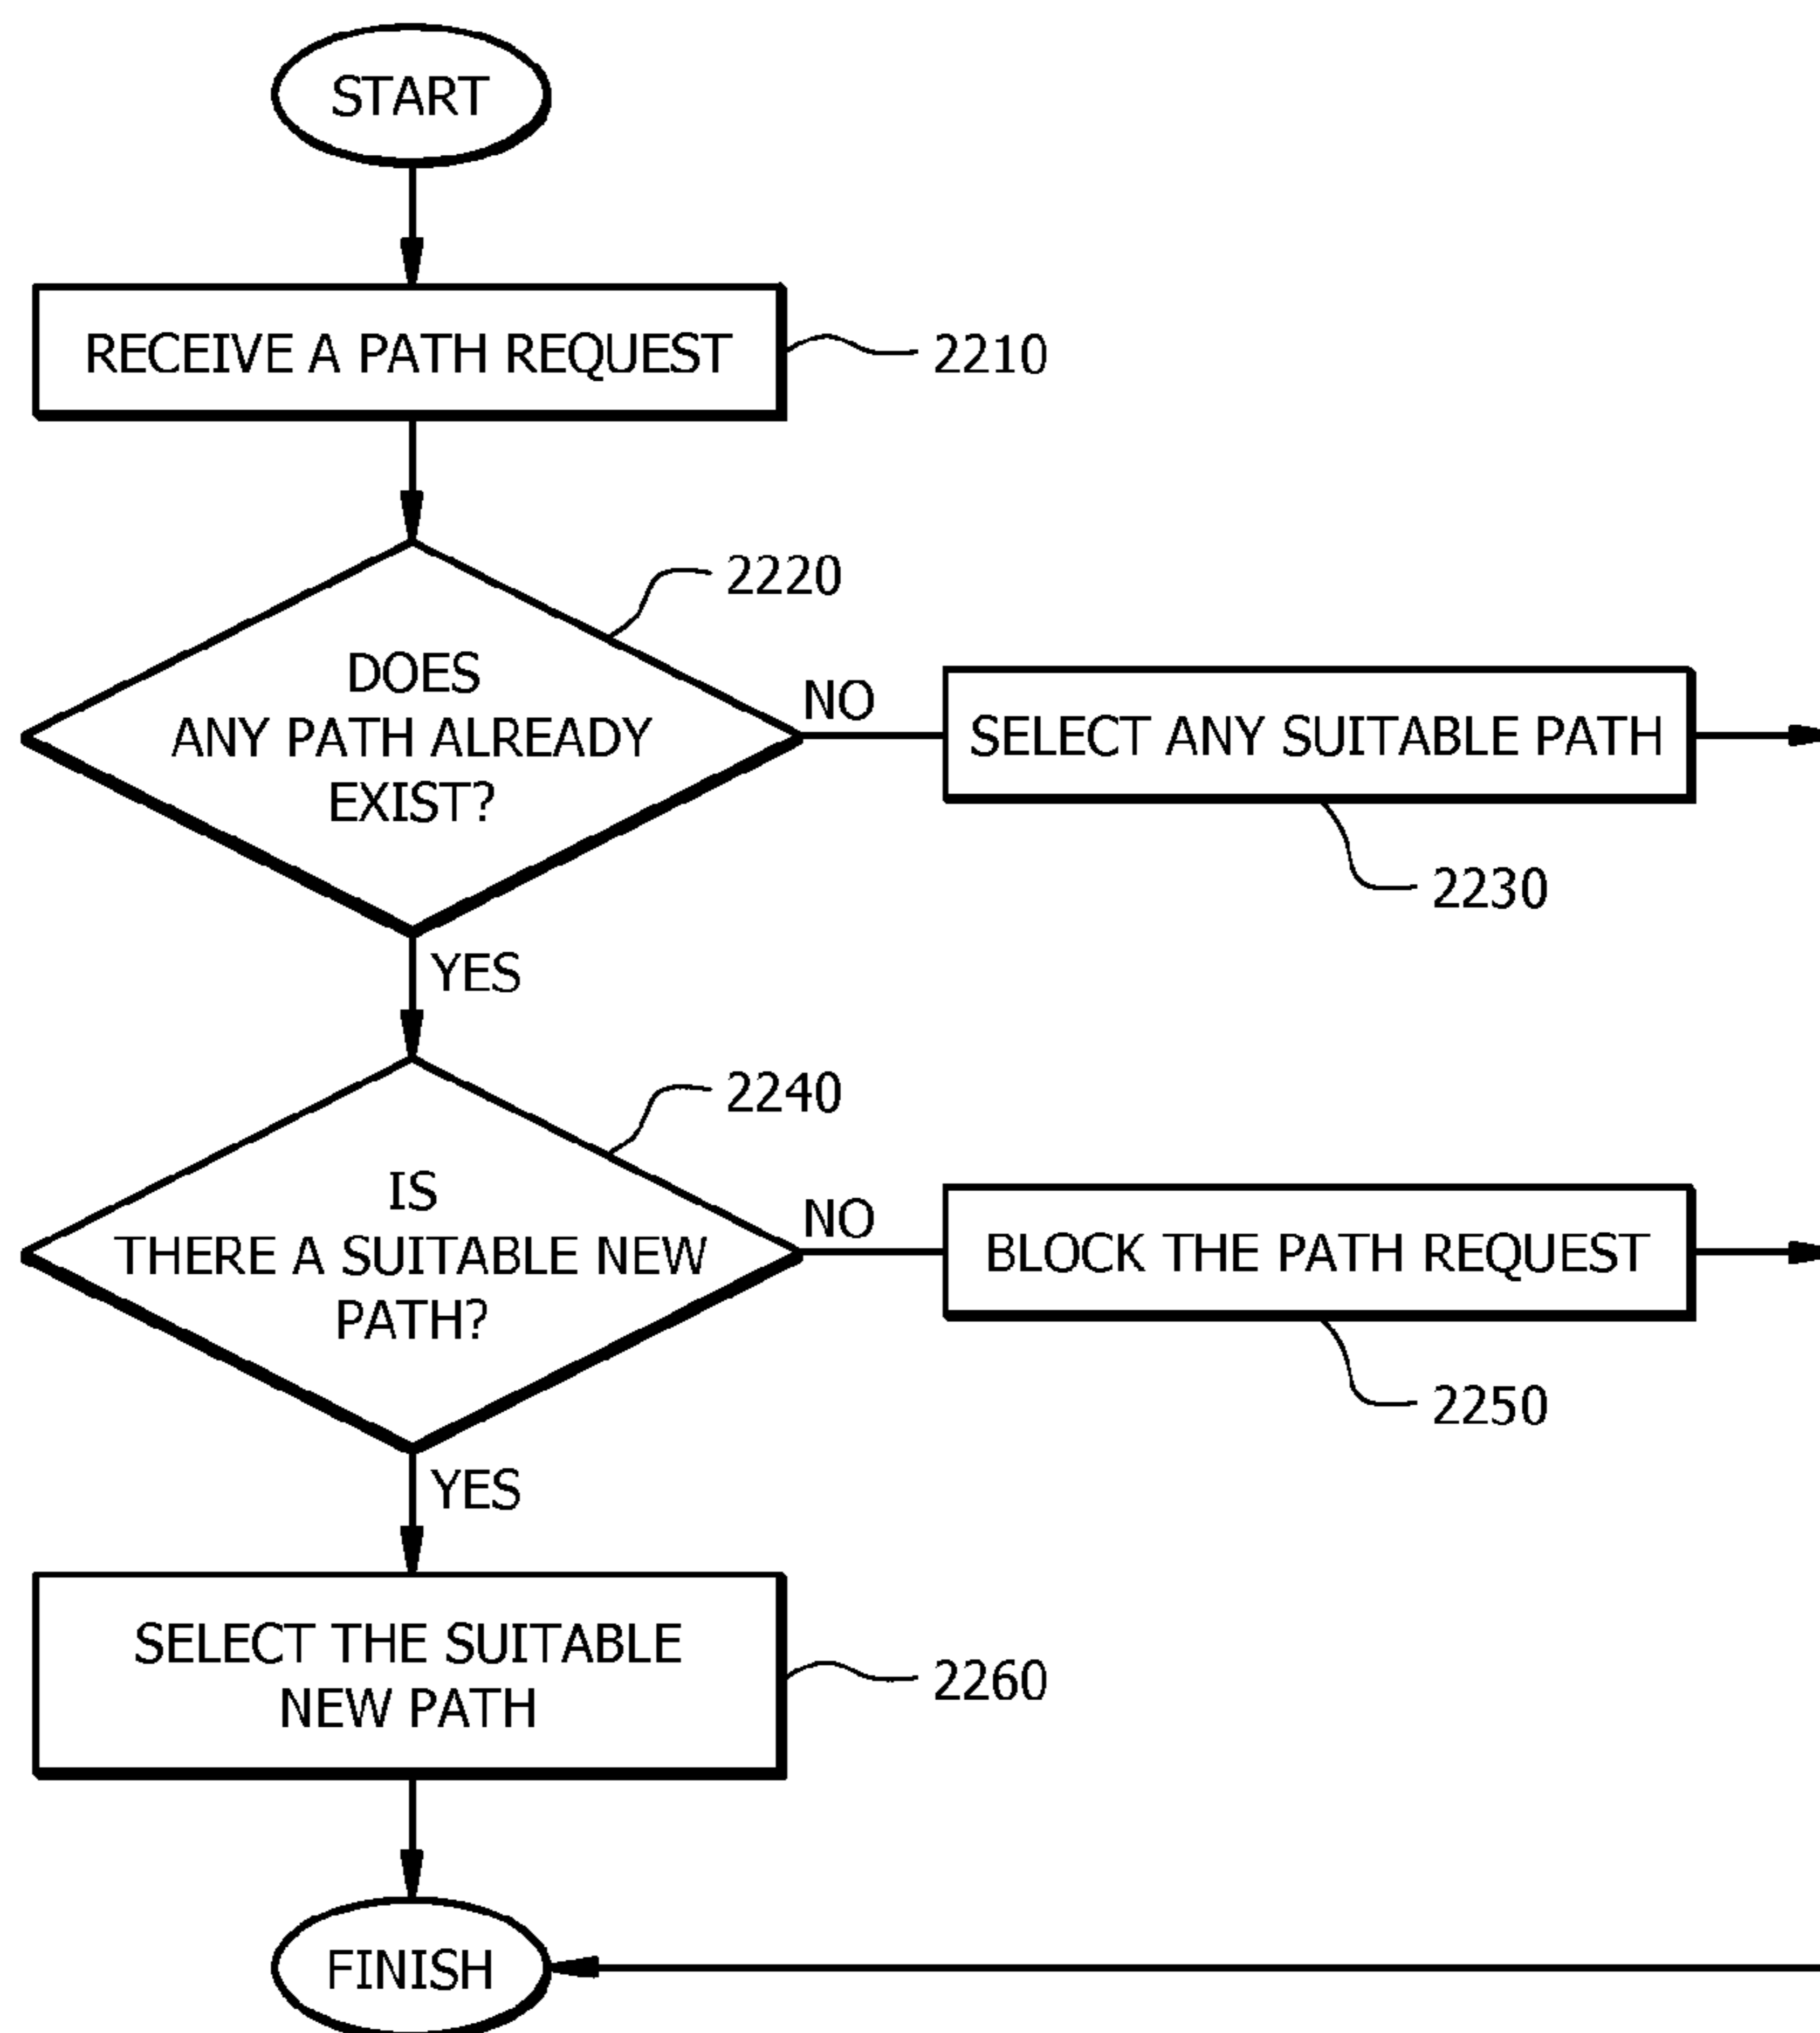 START
RECEIVE A PATH REQUEST
2210
2220
DOES
ANY PATH ALREADY
EXIST?
NO
SELECT ANY SUITABLE PATH
2230
YES
2240
IS
THERE A SUITABLE NEW
PATH?
NO
BLOCK THE PATH REQUEST
2250
YES
SELECT THE SUITABLE
NEW PATH
2260
FINISH